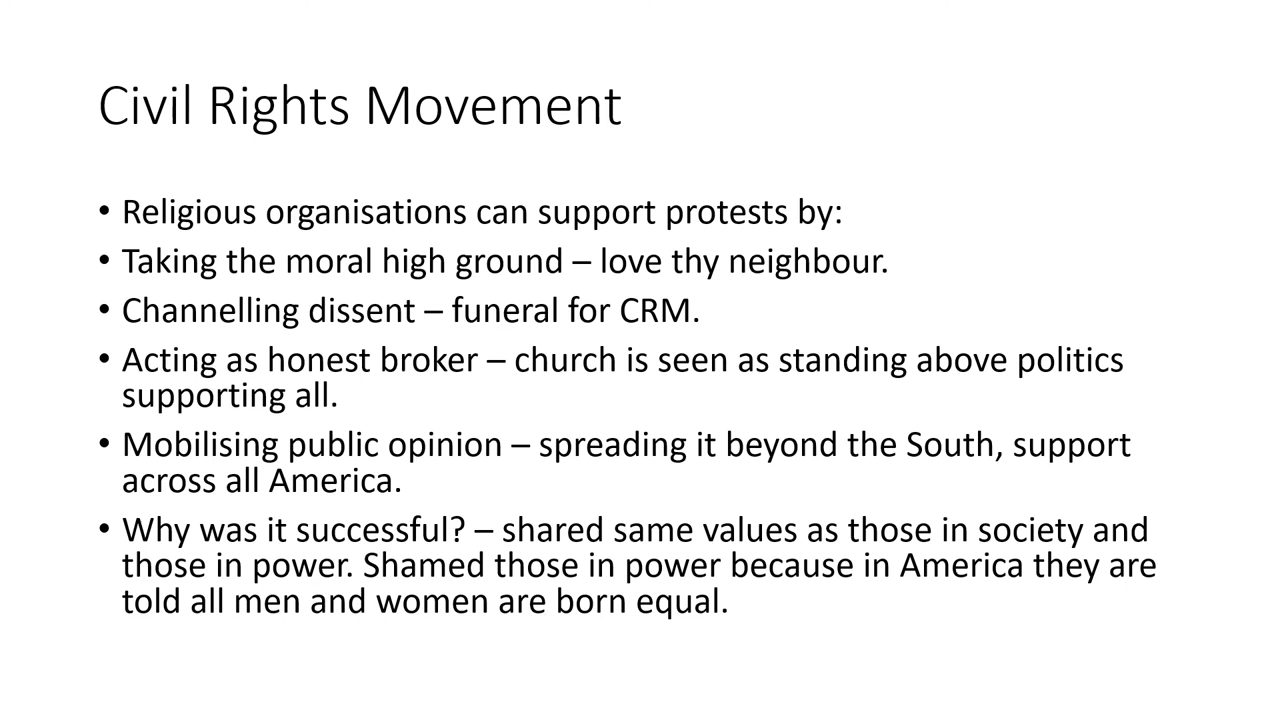 Civil Rights Movement
• Religious organisations can support protests by:
• Taking the moral high ground – love thy neighbour.
• Channelling dissent – funeral for CRM.
• Acting as honest broker – church is seen as standing above politics
supporting all.
• Mobilising public opinion – spreading it beyond the South, support
across all America.
• Why was it successful? – shared same values as those in society and
those in power. Shamed those in power because in America they are
told all men and women are born equal.